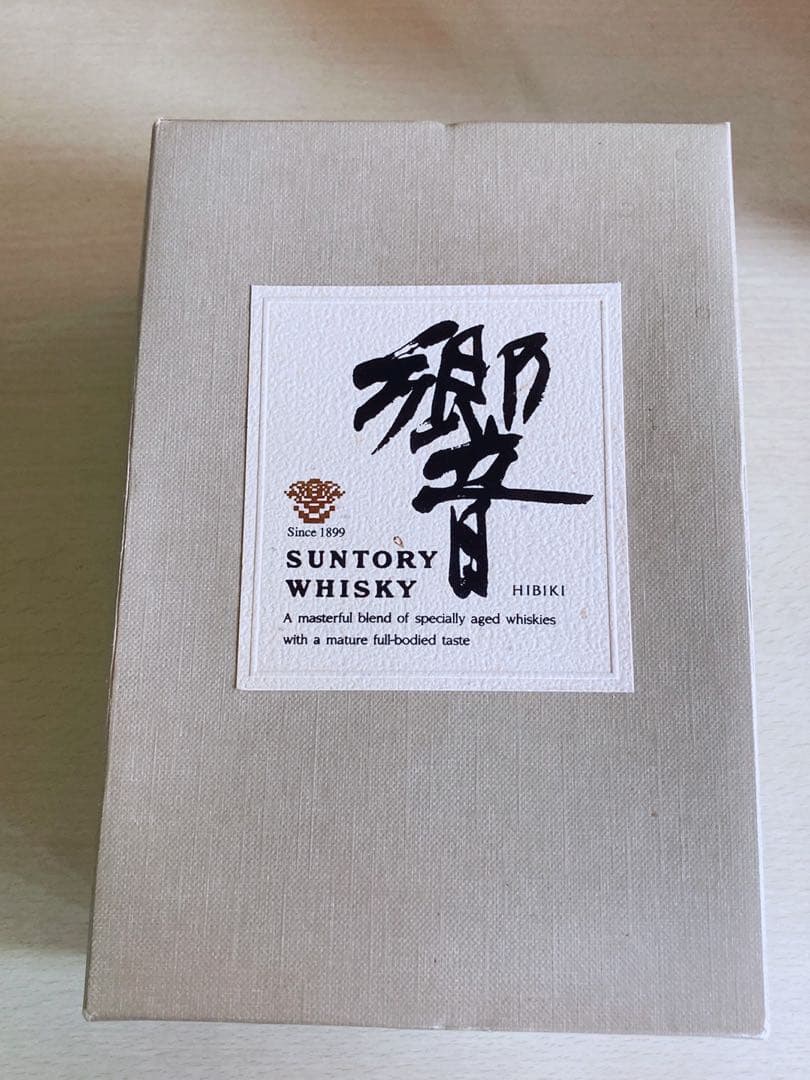 響
Since 1899
SUNTORY
WHISKY
HIBIKI
A masterful blend of specially aged whiskies
with a mature full-bodied taste